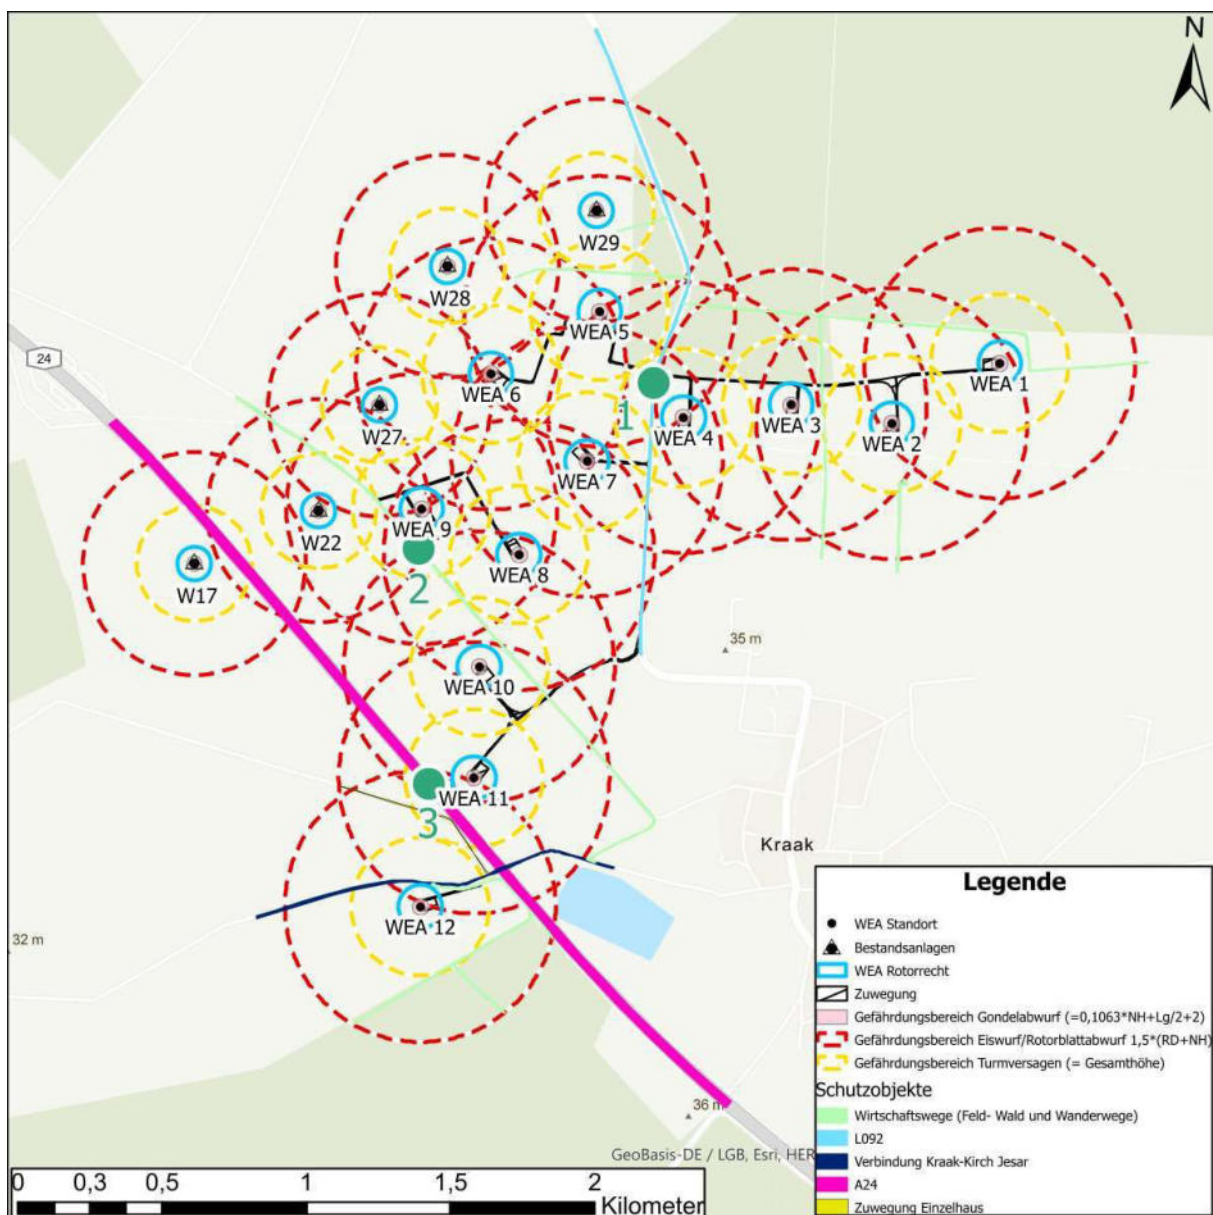 N
W29
W28
WEA 5
24
WEA 6
1
WEA 1
W27
WEA 4
WEA 3
WEA 2
WEA 7
WEA 9
W22
WEA 8
W17
2
35 m
WEA 10
WEA 11
3
Kraak
WEA 12
32 m
36 m
GeoBasis-DE / LGB, Esri, HER
0 0,3 0,5 1 1,5 2
Kilometer
Legende
WEA Standort
Bestandsanlagen
WEA Rotorrecht
Zuwegung
Gefährdungsbereich Gondelabwurf (=0,1063*NH+Lg/2+2)
Gefährdungsbereich Eiswurf/Rotorblattabwurf 1,5*(RD+NH)
Gefährdungsbereich Turmversagen (= Gesamthöhe)
Schutzobjekte
Wirtschaftswege (Feld- Wald und Wanderwege)
L092
Verbindung Kraak-Kirch Jesar
A24
Zuwegung Einzelhaus